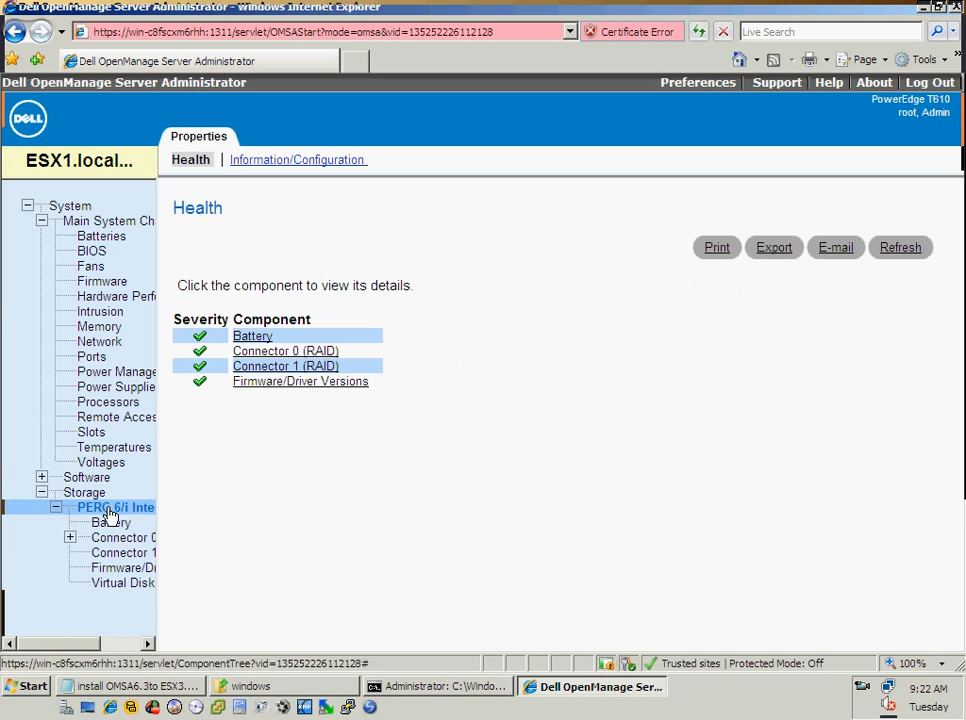 Dell OpenManage Server Administrator - Windows Internet Explorer
https://win-c8fscxm6rhh:1311/servlet/OMSAStart?mode=omsa&vid=135252226112128
Certificate Error
Live Search
Dell OpenManage Server Administrator
Page
Tools
Dell OpenManage Server Administrator
Preferences
Support
Help
About
Log Out
DELL
PowerEdge T610
root, Admin
Properties
ESX1.local...
Health | Information/Configuration
System
Main System Ch
Batteries
BIOS
Fans
Firmware
Hardware Perf
Intrusion
Memory
Network
Ports
Power Manage
Power Supplie
Processors
Remote Acces
Slots
Temperatures
Voltages
Software
Storage
PERC 6/i Inte
Battery
Connector 0
Connector 1
Firmware/Dr
Virtual Disk
Health
Print
Export
E-mail
Refresh
Click the component to view its details.
Severity Component
Battery
Connector 0 (RAID)
Connector 1 (RAID)
Firmware/Driver Versions
https://win-c8fscxm6rhh:1311/servlet/ComponentTree?vid=135252226112128#
Trusted sites | Protected Mode: Off
100%
Start
install OMSA6.3to ESX3....
windows
Administrator: C:\Windo...
Dell OpenManage Ser...
9:22 AM
Tuesday